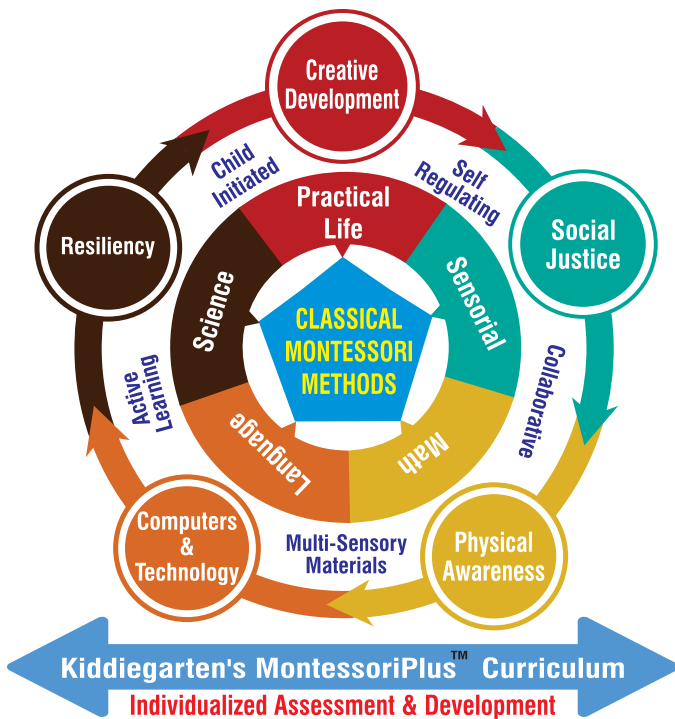 Creative
Development
Child
Initiated
Self
Regulating
Practical
Life
Resiliency
Social
Justice
Science
Sensorial
CLASSICAL
MONTESSORI
METHODS
Active
Learning
Collaborative
Language
Math
Computers
&
Technology
Multi-Sensory
Materials
Physical
Awareness
Kiddiegarten's MontessoriPlus™ Curriculum
Individualized Assessment & Development